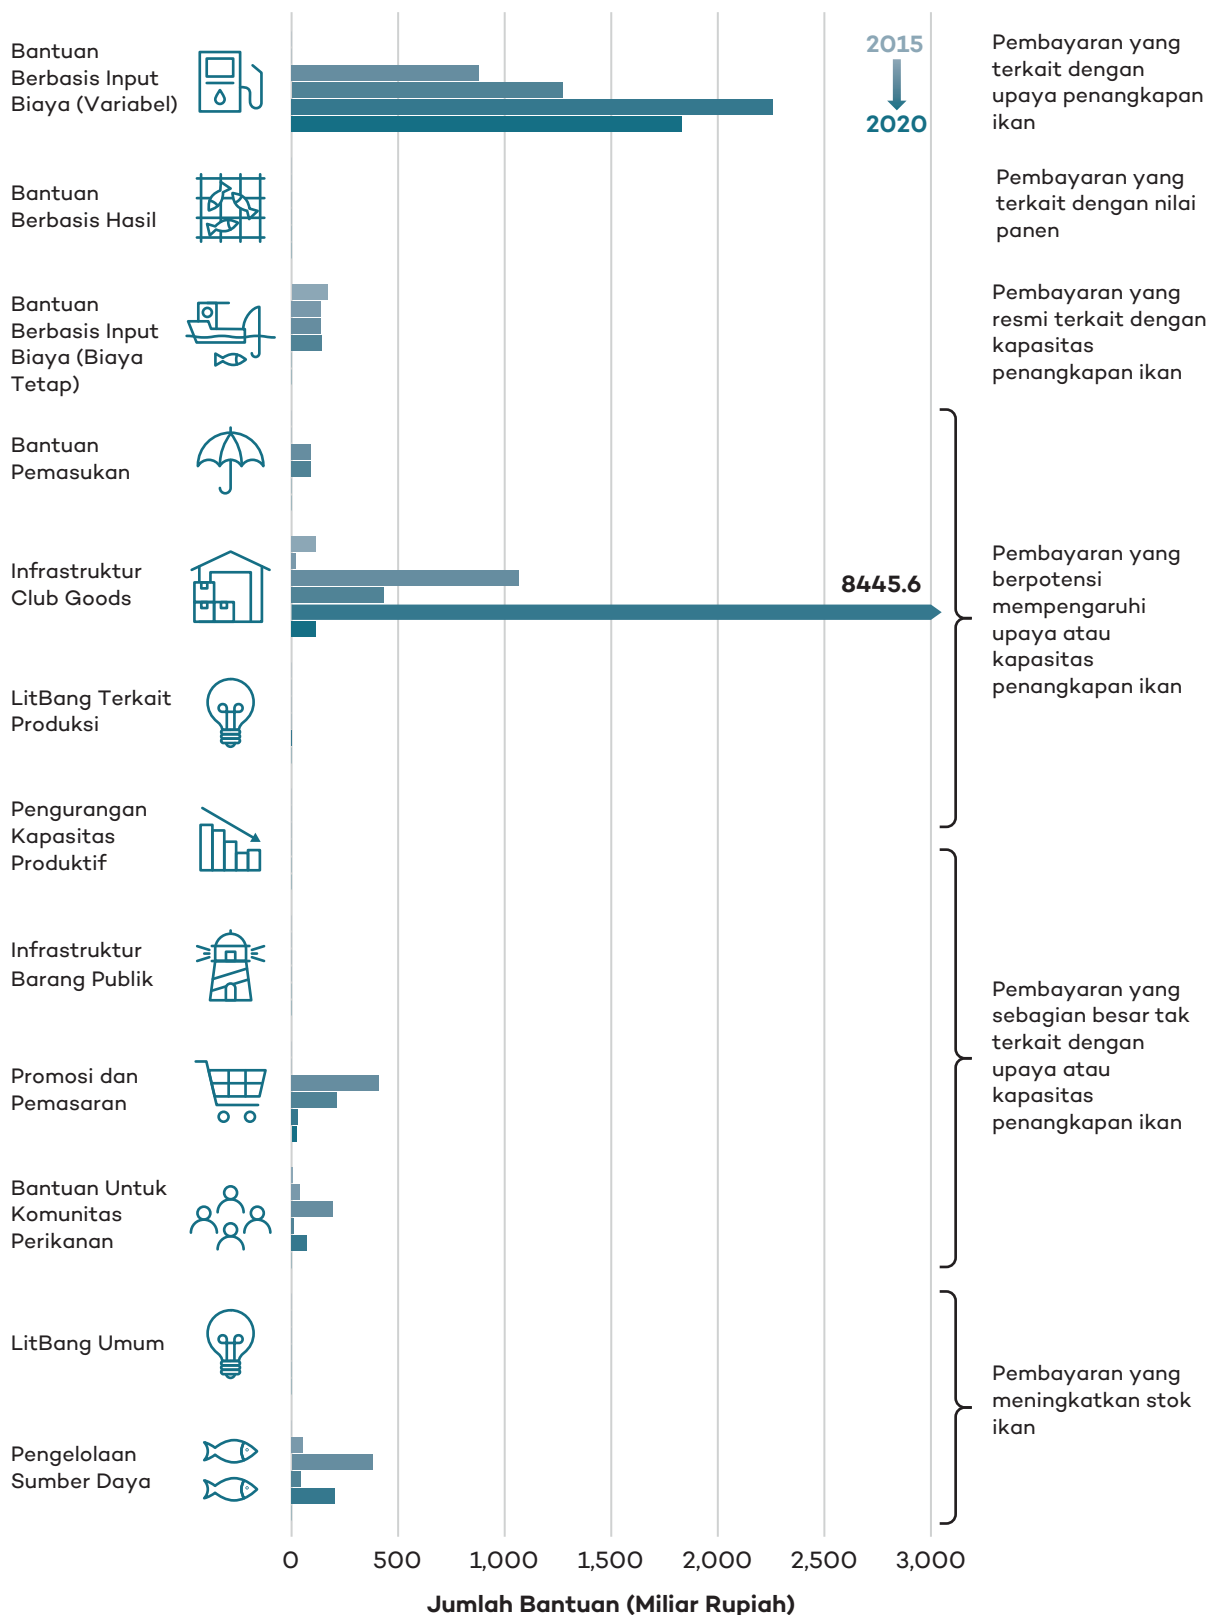 Bantuan
Berbasis Input
Biaya (Variabel)
2015
2020
Pembayaran yang
terkait dengan
upaya penangkapan
ikan
Bantuan
Berbasis Hasil
Pembayaran yang
terkait dengan nilai
panen
Bantuan
Berbasis Input
Biaya (Biaya
Tetap)
Pembayaran yang
resmi terkait dengan
kapasitas
penangkapan ikan
Bantuan
Pemasukan
Infrastruktur
Club Goods
8445.6
Pembayaran yang
berpotensi
mempengaruhi
upaya atau
kapasitas
penangkapan ikan
LitBang Terkait
Produksi
Pengurangan
Kapasitas
Produktif
Infrastruktur
Barang Publik
Pembayaran yang
sebagian besar tak
terkait dengan
upaya atau
kapasitas
penangkapan ikan
Promosi dan
Pemasaran
Bantuan Untuk
Komunitas
Perikanan
LitBang Umum
Pembayaran yang
meningkatkan stok
ikan
Pengelolaan
Sumber Daya
0 500 1,000 1,500 2,000 2,500 3,000
Jumlah Bantuan (Miliar Rupiah)